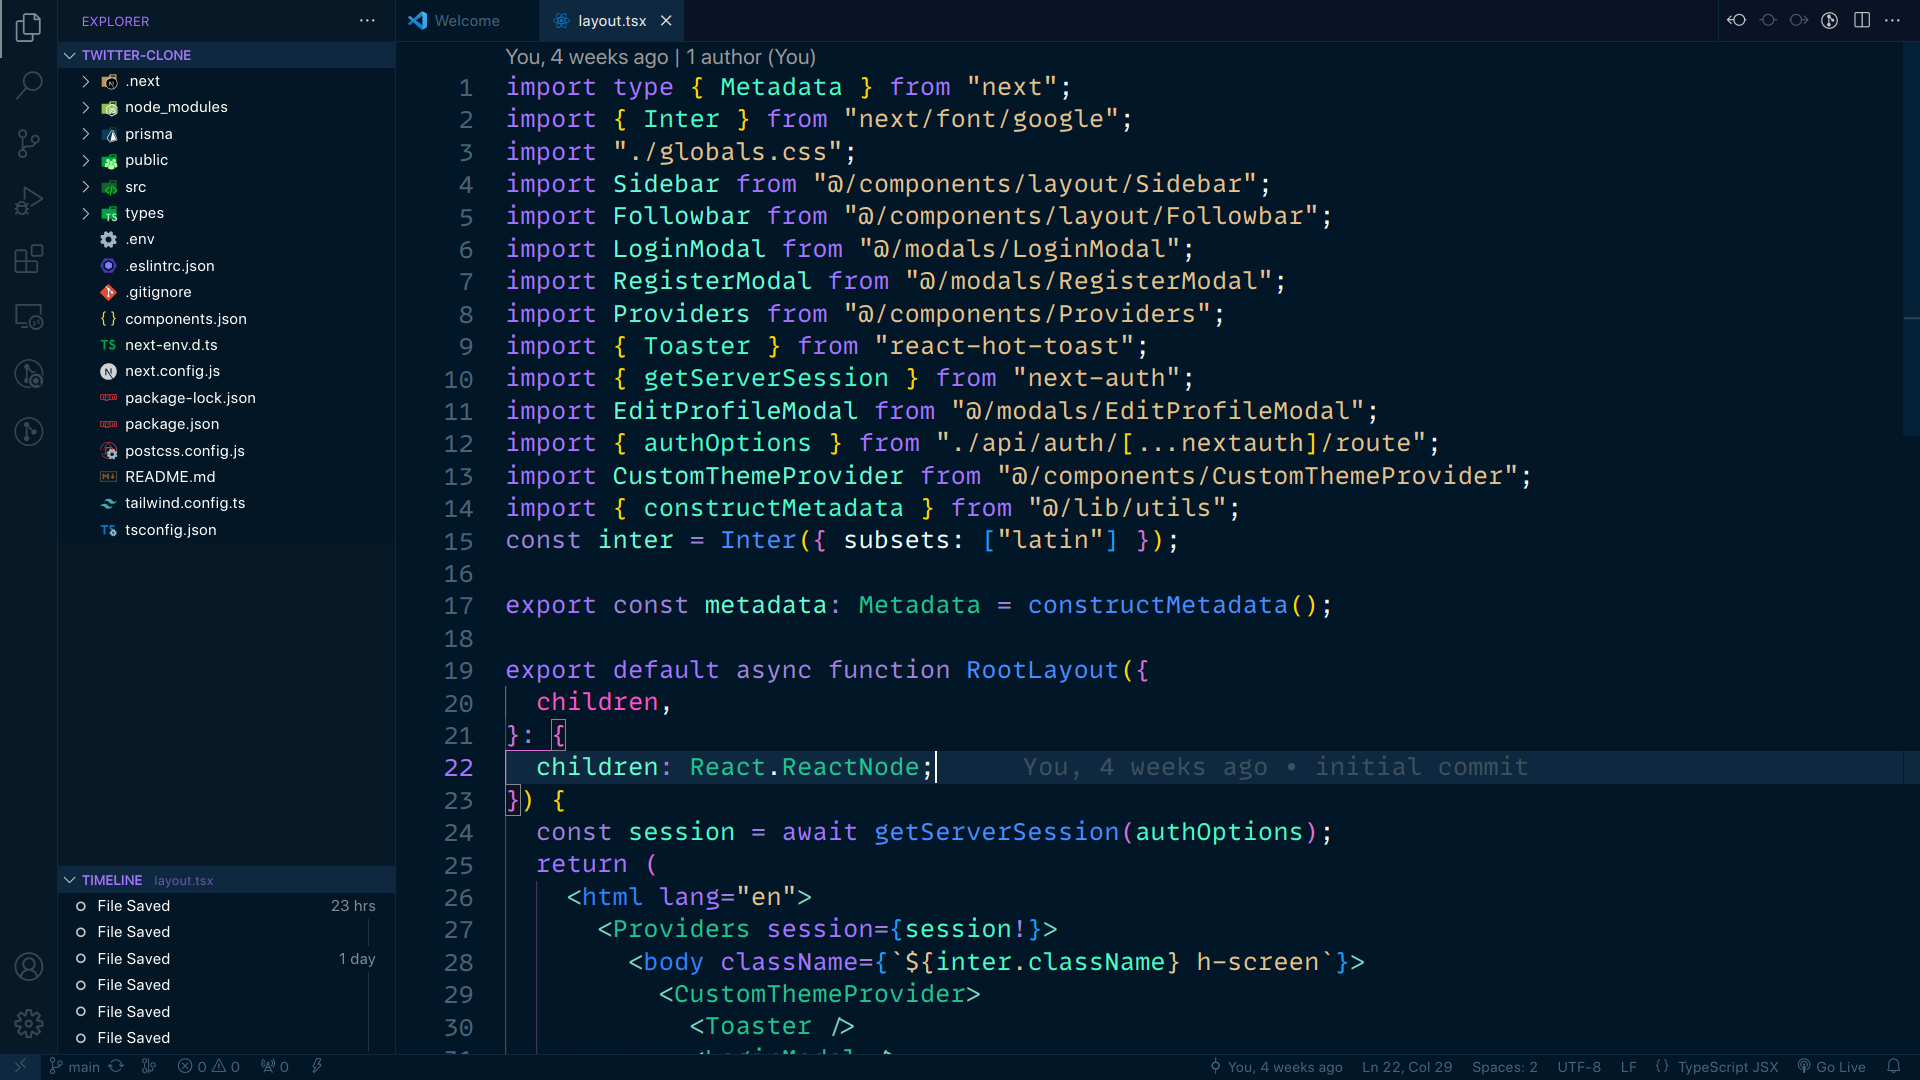 EXPLORER
TWITTER-CLONE
.next
node_modules
prisma
public
src
types
.env
.eslintrc.json
.gitignore
components.json
next-env.d.ts
next.config.js
package-lock.json
package.json
postcss.config.js
README.md
tailwind.config.ts
tsconfig.json
TIMELINE layout.tsx
File Saved 23 hrs
File Saved
File Saved 1 day
File Saved
File Saved
File Saved
Welcome
layout.tsx
You, 4 weeks ago | 1 author (You)
1 import type { Metadata } from "next";
2 import { Inter } from "next/font/google";
3 import "./globals.css";
4 import Sidebar from "@/components/layout/Sidebar";
5 import Followbar from "@/components/layout/Followbar";
6 import LoginModal from "@/modals/LoginModal";
7 import RegisterModal from "@/modals/RegisterModal";
8 import Providers from "@/components/Providers";
9 import { Toaster } from "react-hot-toast";
10 import { getServerSession } from "next-auth";
11 import EditProfileModal from "@/modals/EditProfileModal";
12 import { authOptions } from "./api/auth/[...nextauth]/route";
13 import CustomThemeProvider from "@/components/CustomThemeProvider";
14 import { constructMetadata } from "@/lib/utils";
15 const inter = Inter({ subsets: ["latin"] });
16
17 export const metadata: Metadata = constructMetadata();
18
19 export default async function RootLayout({
20 children,
21 }: {
22 children: React.ReactNode; You, 4 weeks ago • initial commit
23 }) {
24 const session = await getServerSession(authOptions);
25 return (
26 <html lang="en">
27 <Providers session={session!}>
28 <body className={`${inter.className} h-screen`}>
29 <CustomThemeProvider>
30 <Toaster />
31 <LoginModal />
main 0 0 0 You, 4 weeks ago Ln 22, Col 29 Spaces: 2 UTF-8 LF {} TypeScript JSX Go Live